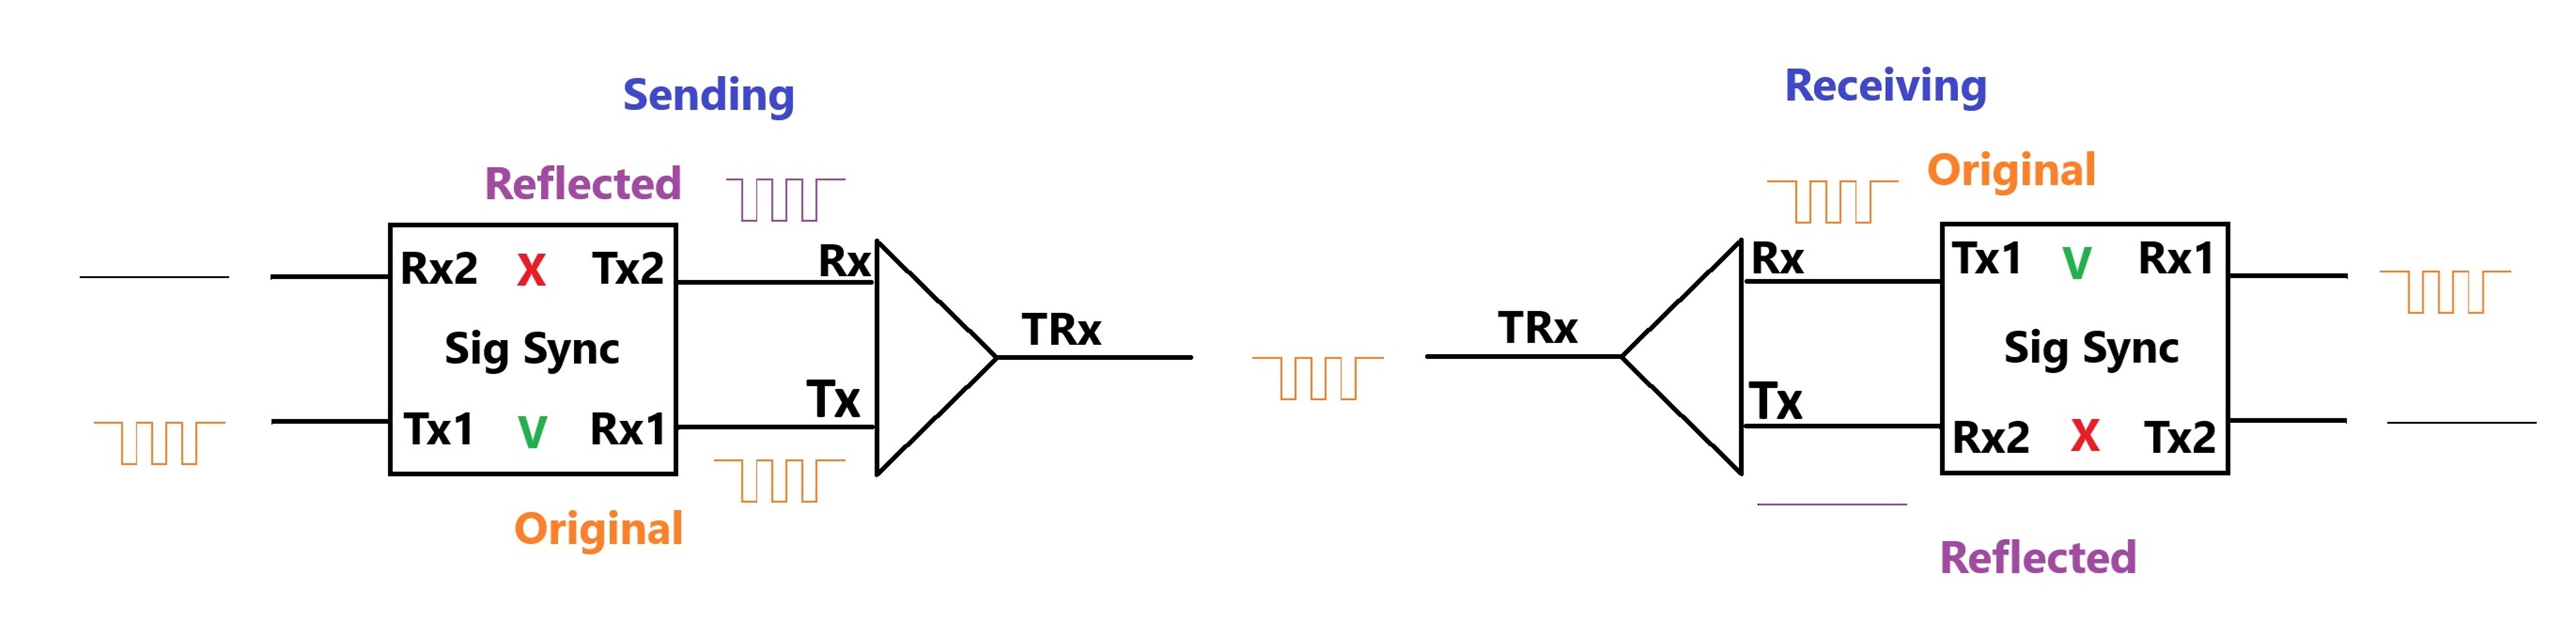 Sending
Receiving
Reflected
Original
Rx2 X Tx2
Rx
Sig Sync
TRx
Tx1 V Rx1
Tx
Original
TRx
Rx
Tx1 V Rx1
Sig Sync
Tx
Rx2 X Tx2
Reflected